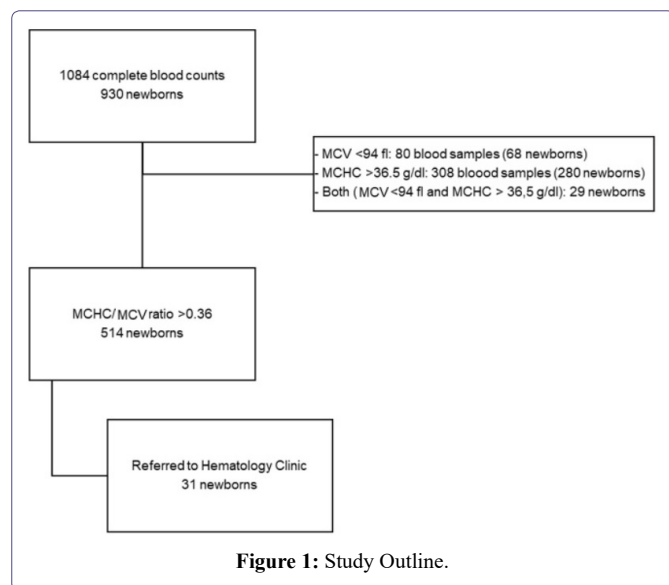 1084 complete blood counts
930 newborns
- MCV <94 fl: 80 blood samples (68 newborns)
- MCHC >36.5 g/dl: 308 bloood samples (280 newborns)
- Both (MCV <94 fl and MCHC > 36,5 g/dl): 29 newborns
MCHC/MCV ratio >0.36
514 newborns
Referred to Hematology Clinic
31 newborns
Figure 1: Study Outline.